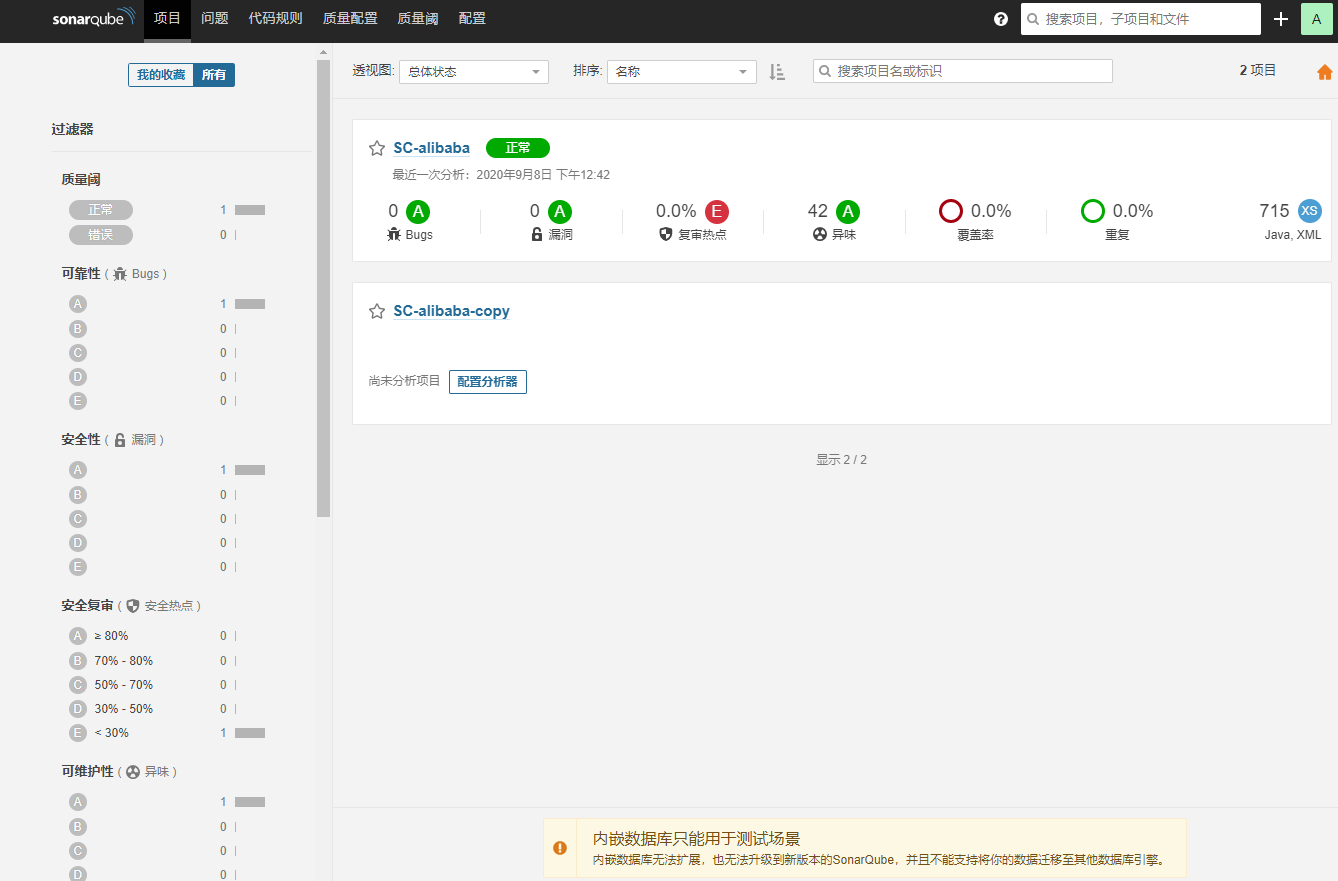 sonarqube 项目 问题 代码规则 质量配置 质量阈 配置 ? 搜索项目，子项目和文件 + A
我的收藏 所有
透视图: 总体状态 排序: 名称 搜索项目名或标识 2 项目
过滤器
质量阈
正常 1
错误 0
可靠性 ( Bugs )
A 1
B 0
C 0
D 0
E 0
安全性 ( 漏洞 )
A 1
B 0
C 0
D 0
E 0
安全复审 ( 安全热点 )
A ≥ 80% 0
B 70% - 80% 0
C 50% - 70% 0
D 30% - 50% 0
E < 30% 1
可维护性 ( 异味 )
A 1
B 0
C 0
D 0
SC-alibaba 正常
最近一次分析：2020年9月8日 下午12:42
0 A 0 A 0.0% E 42 A 0.0% 0.0% 715 XS
Bugs 漏洞 复审热点 异味 覆盖率 重复 Java, XML
SC-alibaba-copy
尚未分析项目 配置分析器
显示 2 / 2
内嵌数据库只能用于测试场景
内嵌数据库无法扩展，也无法升级到新版本的SonarQube，并且不能支持将你的数据迁移至其他数据库引擎。